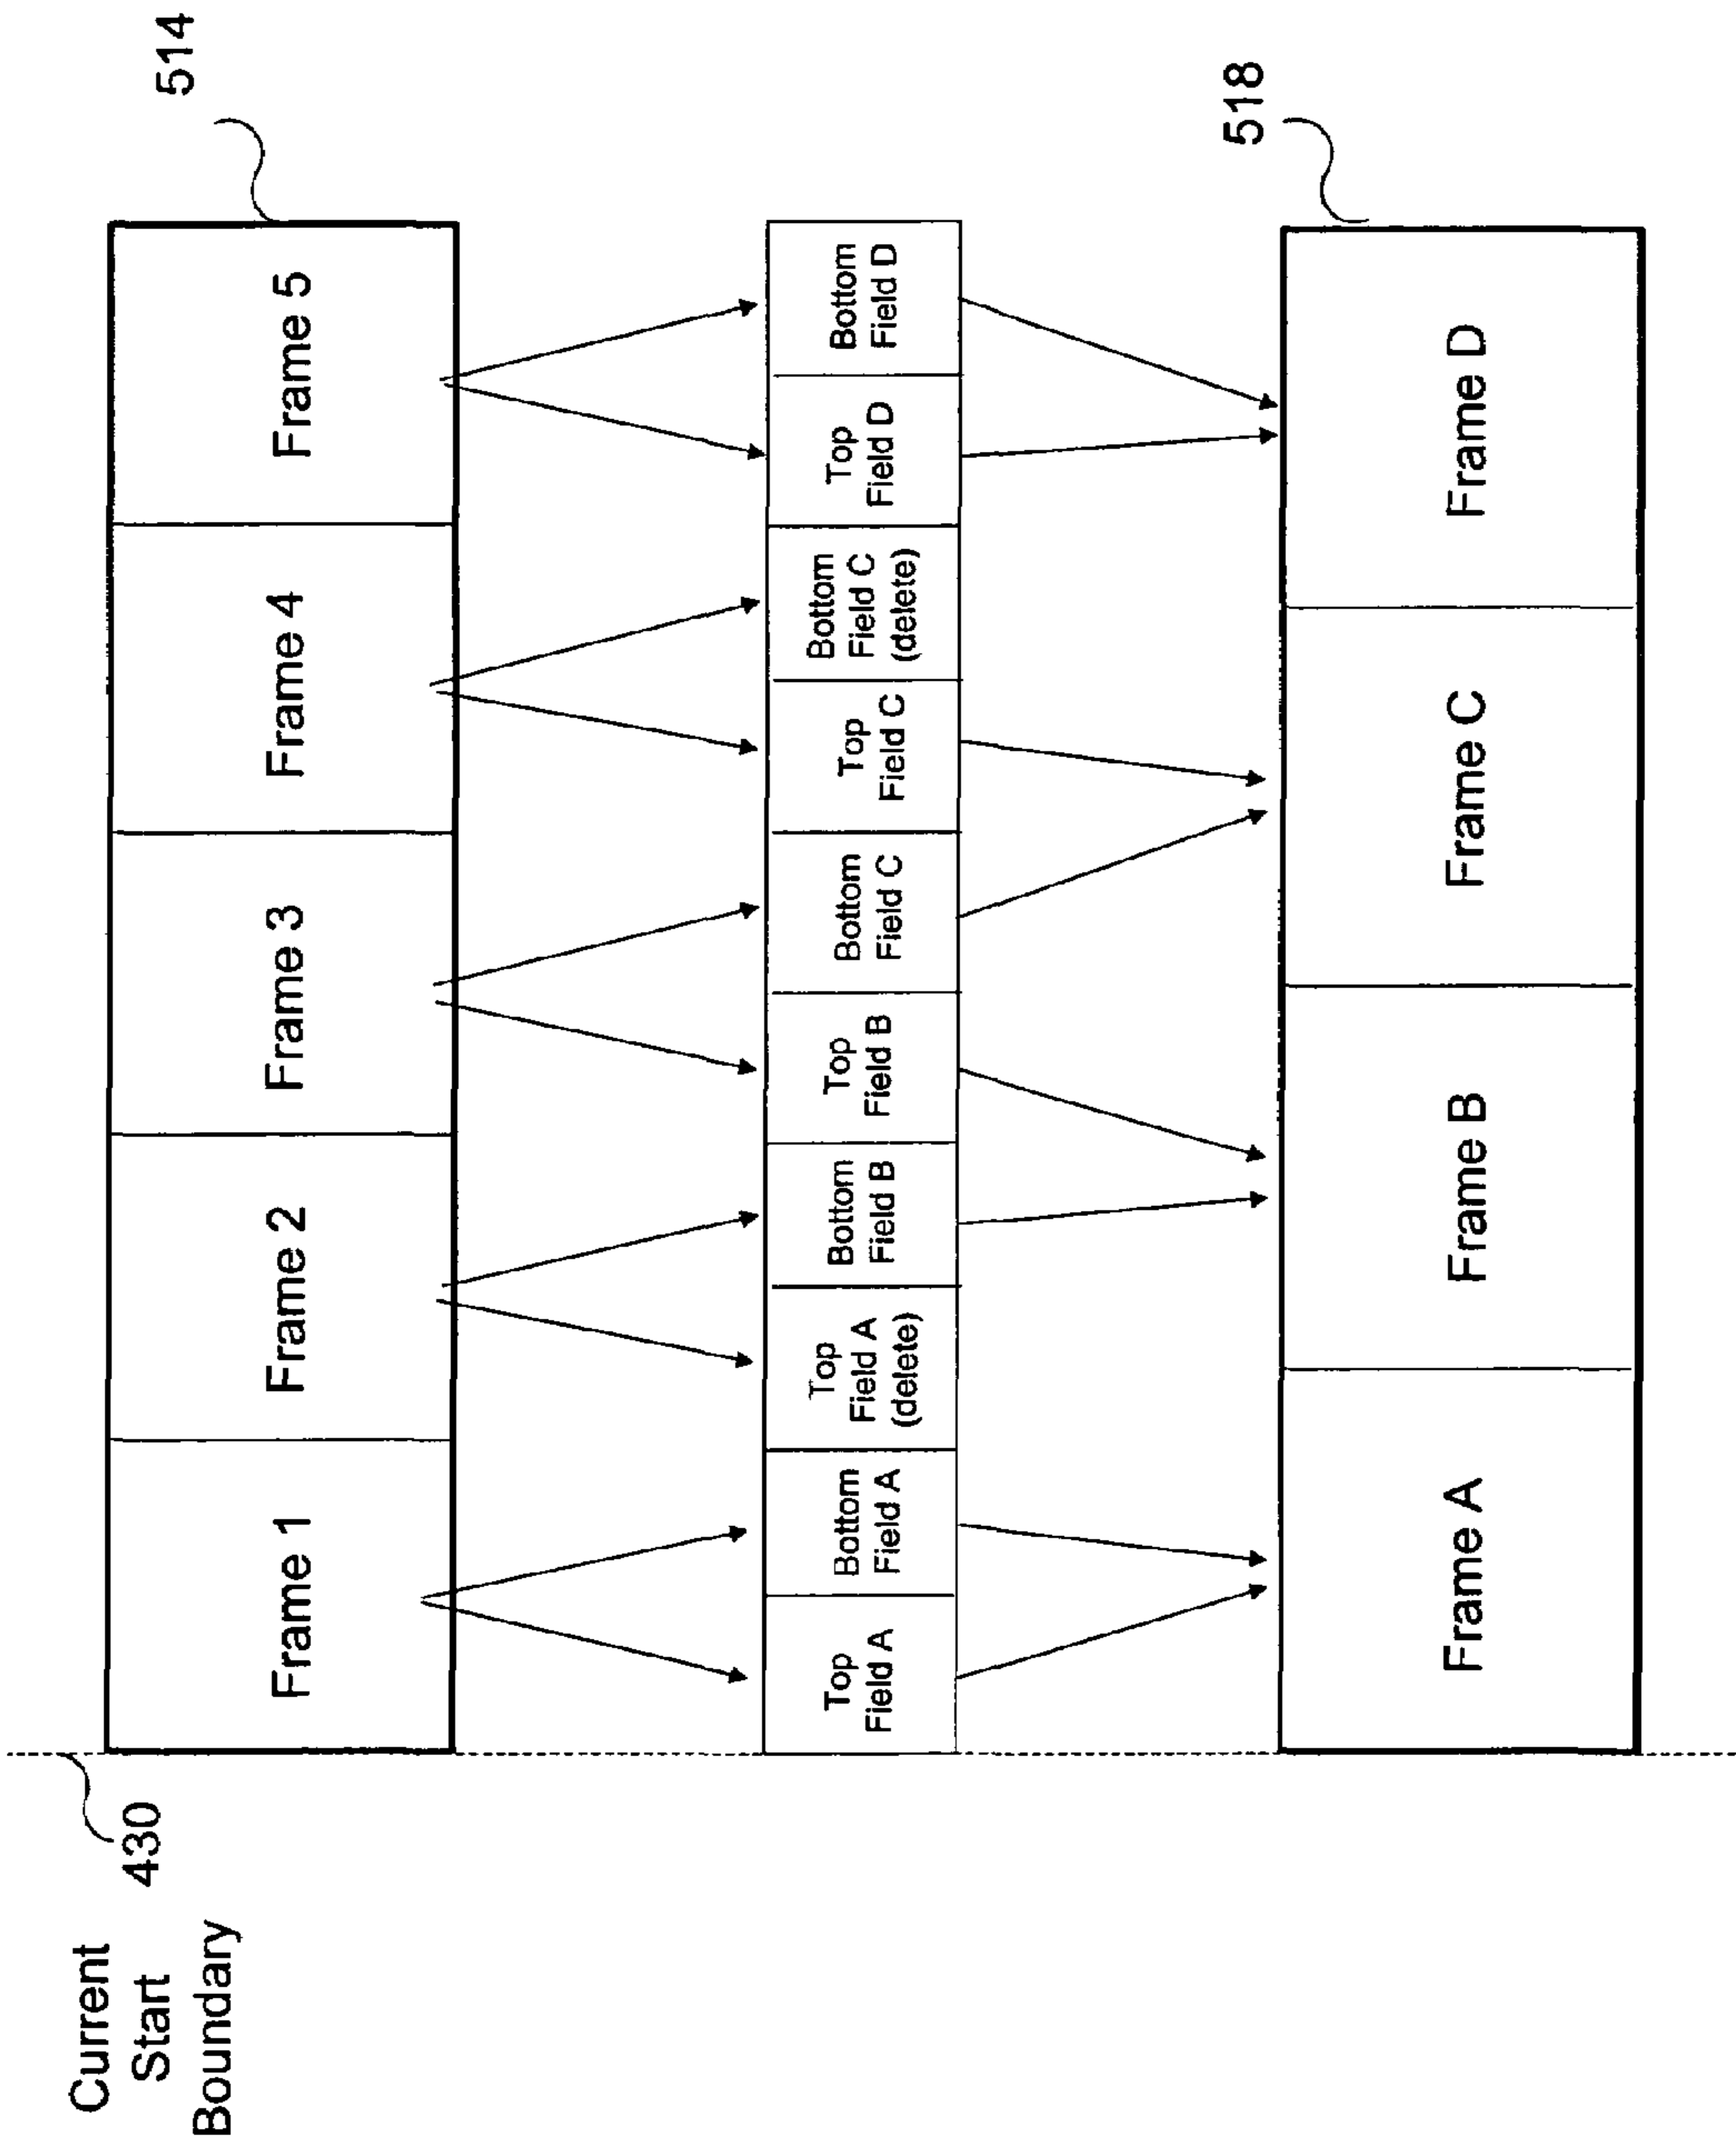 Current
Start 430
Boundary
514
Frame 1
Frame 2
Frame 3
Frame 4
Frame 5
Top
Field A
Bottom
Field A
Top
Field A
(delete)
Bottom
Field B
Top
Field B
Bottom
Field C
Top
Field C
Bottom
Field C
(delete)
Top
Field D
Bottom
Field D
518
Frame A
Frame B
Frame C
Frame D